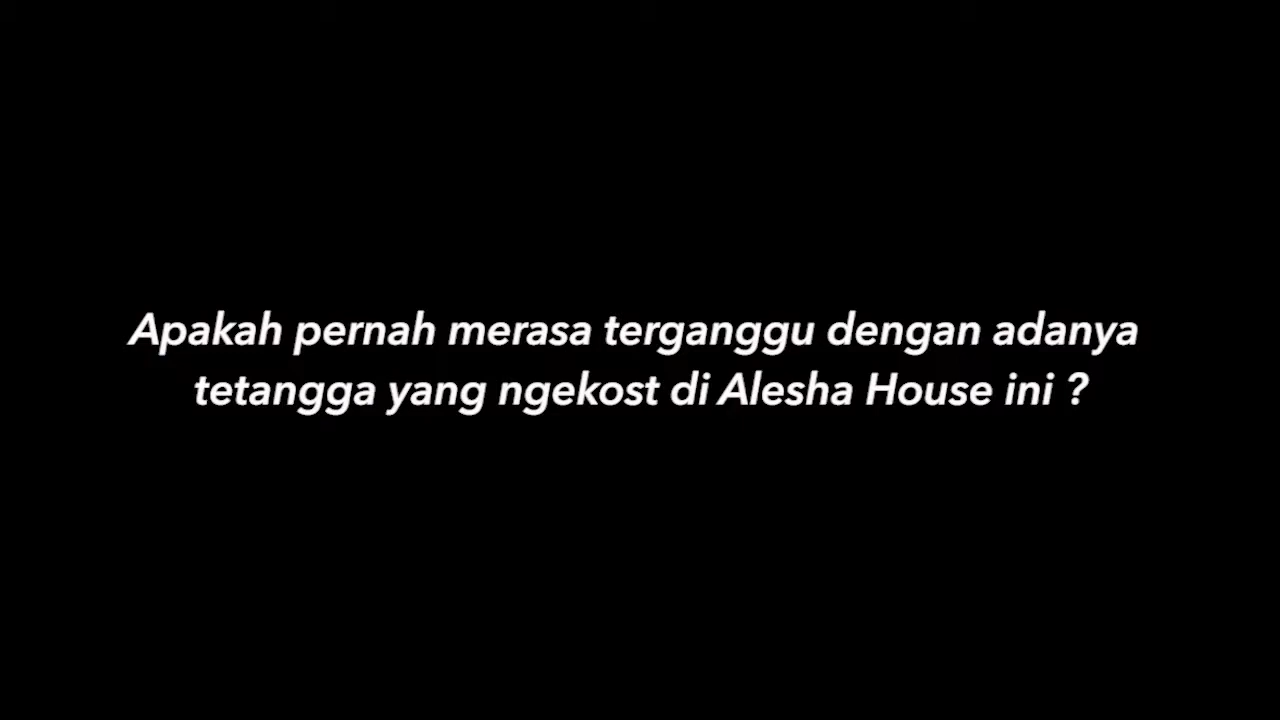 Apakah pernah merasa terganggu dengan adanya
tetangga yang ngekost di Alesha House ini ?